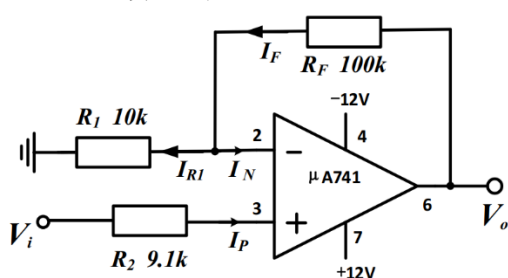 I_F
R_F 100k
−12V
R_1 10k
2
4
−
I_R1
I_N
μA741
V_i
3
+
6
V_o
R_2 9.1k
I_P
7
+12V